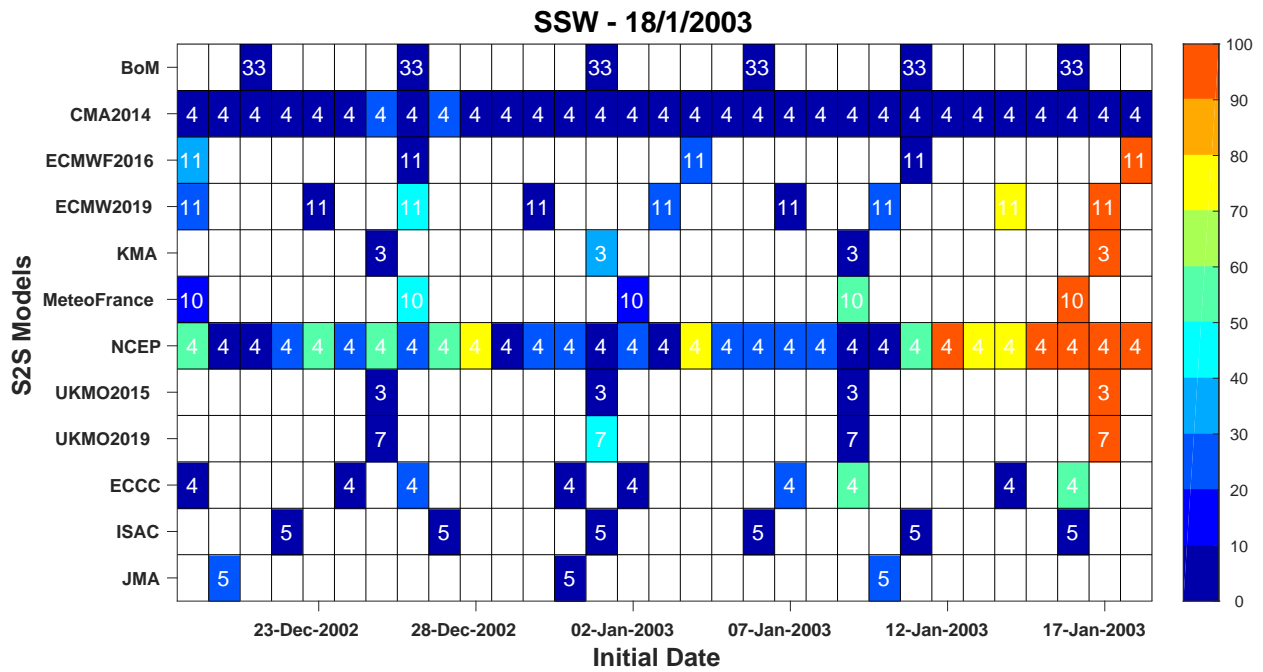 SSW - 18/1/2003
S2S Models
BoM 33 33 33 33 33 33
CMA2014 4 4 4 4 4 4 4 4 4 4 4 4 4 4 4 4 4 4 4 4 4 4 4 4 4 4 4 4 4 4 4
ECMWF2016 11 11 11 11 11
ECMW2019 11 11 11 11 11 11 11 11 11
KMA 3 3 3 3
MeteoFrance 10 10 10 10 10
NCEP 4 4 4 4 4 4 4 4 4 4 4 4 4 4 4 4 4 4 4 4 4 4 4 4 4 4 4 4 4 4 4
UKMO2015 3 3 3 3
UKMO2019 7 7 7 7
ECCC 4 4 4 4 4 4 4 4 4
ISAC 5 5 5 5 5 5
JMA 5 5 5
23-Dec-2002 28-Dec-2002 02-Jan-2003 07-Jan-2003 12-Jan-2003 17-Jan-2003
Initial Date
100
90
80
70
60
50
40
30
20
10
0